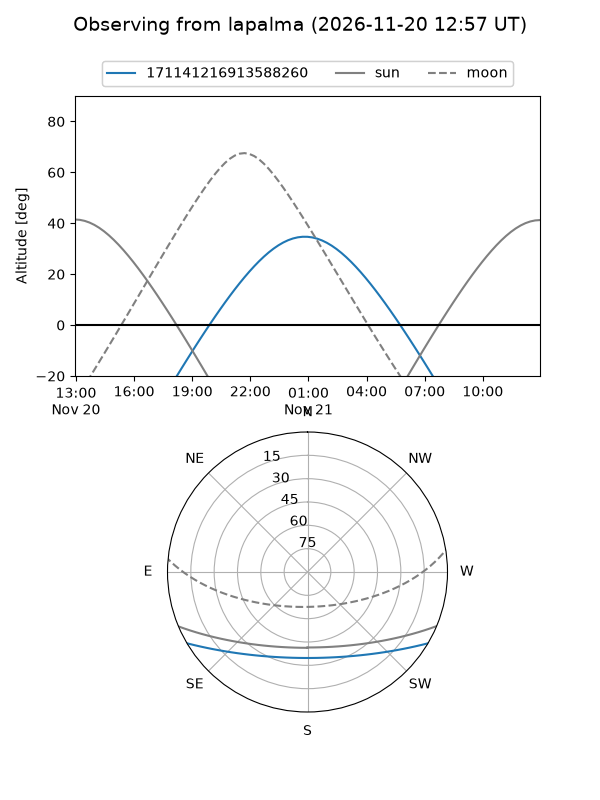 Observing from lapalma (2026-11-20 12:57 UT)
171141216913588260 sun moon
Altitude [deg]
80
60
40
20
0
−20
13:00 16:00 19:00 22:00 01:00 04:00 07:00 10:00
Nov 20 Nov 21
N
NE NW
15
30
45
60
75
E W
SE SW
S